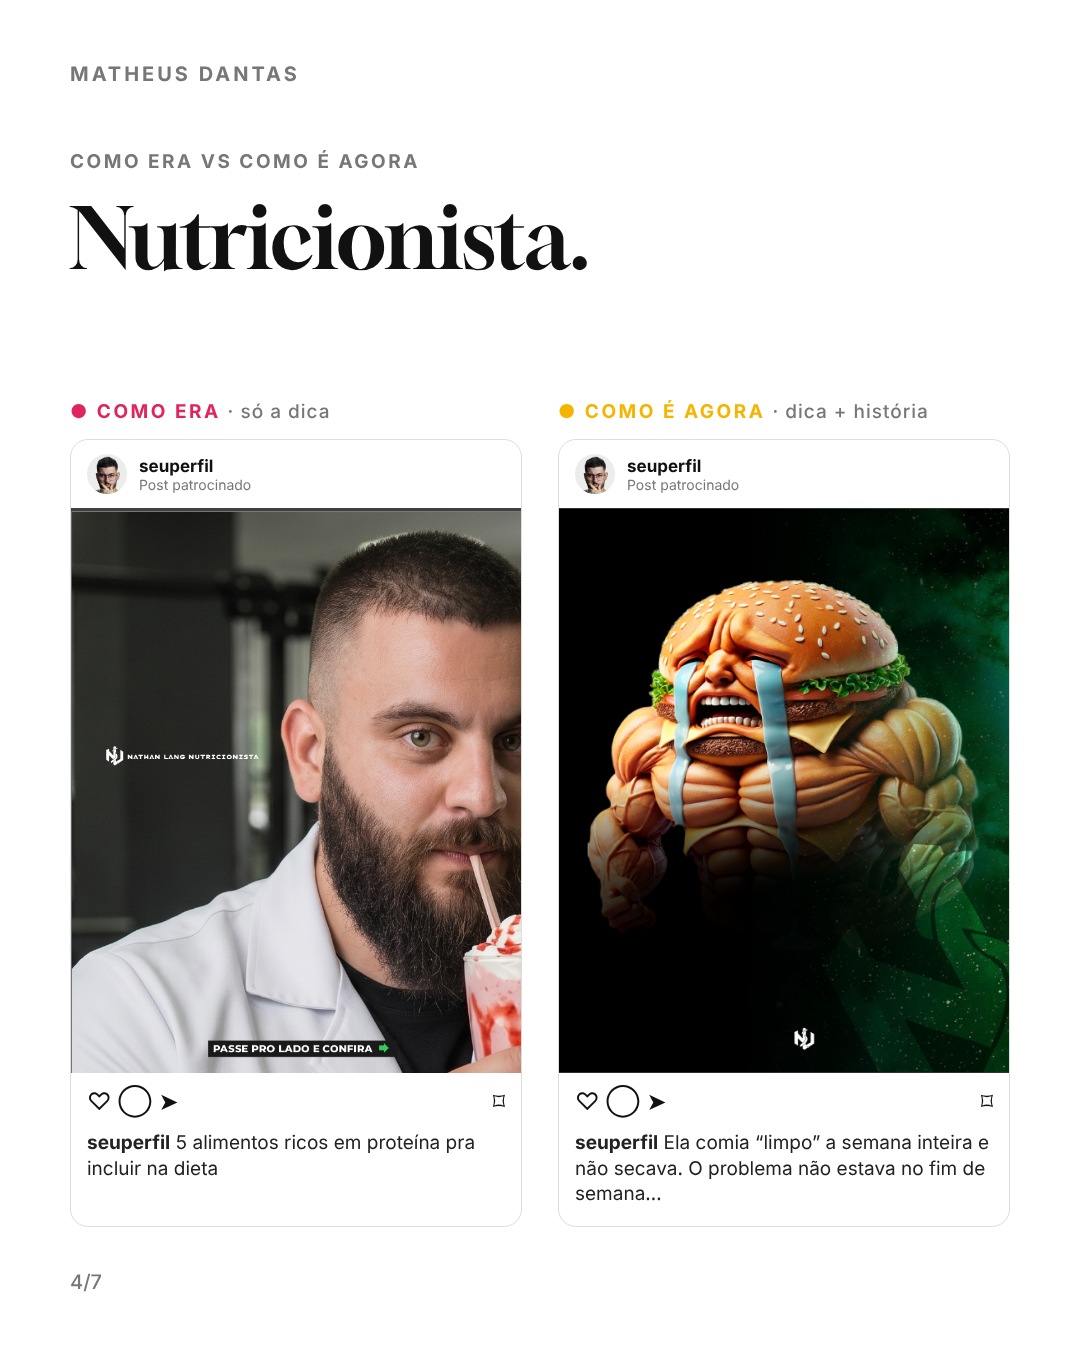 MATHEUS DANTAS
COMO ERA VS COMO É AGORA
Nutricionista.
COMO ERA · só a dica
seuperfil
Post patrocinado
NATHAN LANG NUTRICIONISTA
PASSE PRO LADO E CONFIRA
seuperfil 5 alimentos ricos em proteína pra
incluir na dieta
COMO É AGORA · dica + história
seuperfil
Post patrocinado
seuperfil Ela comia “limpo” a semana inteira e
não secava. O problema não estava no fim de
semana...
4/7